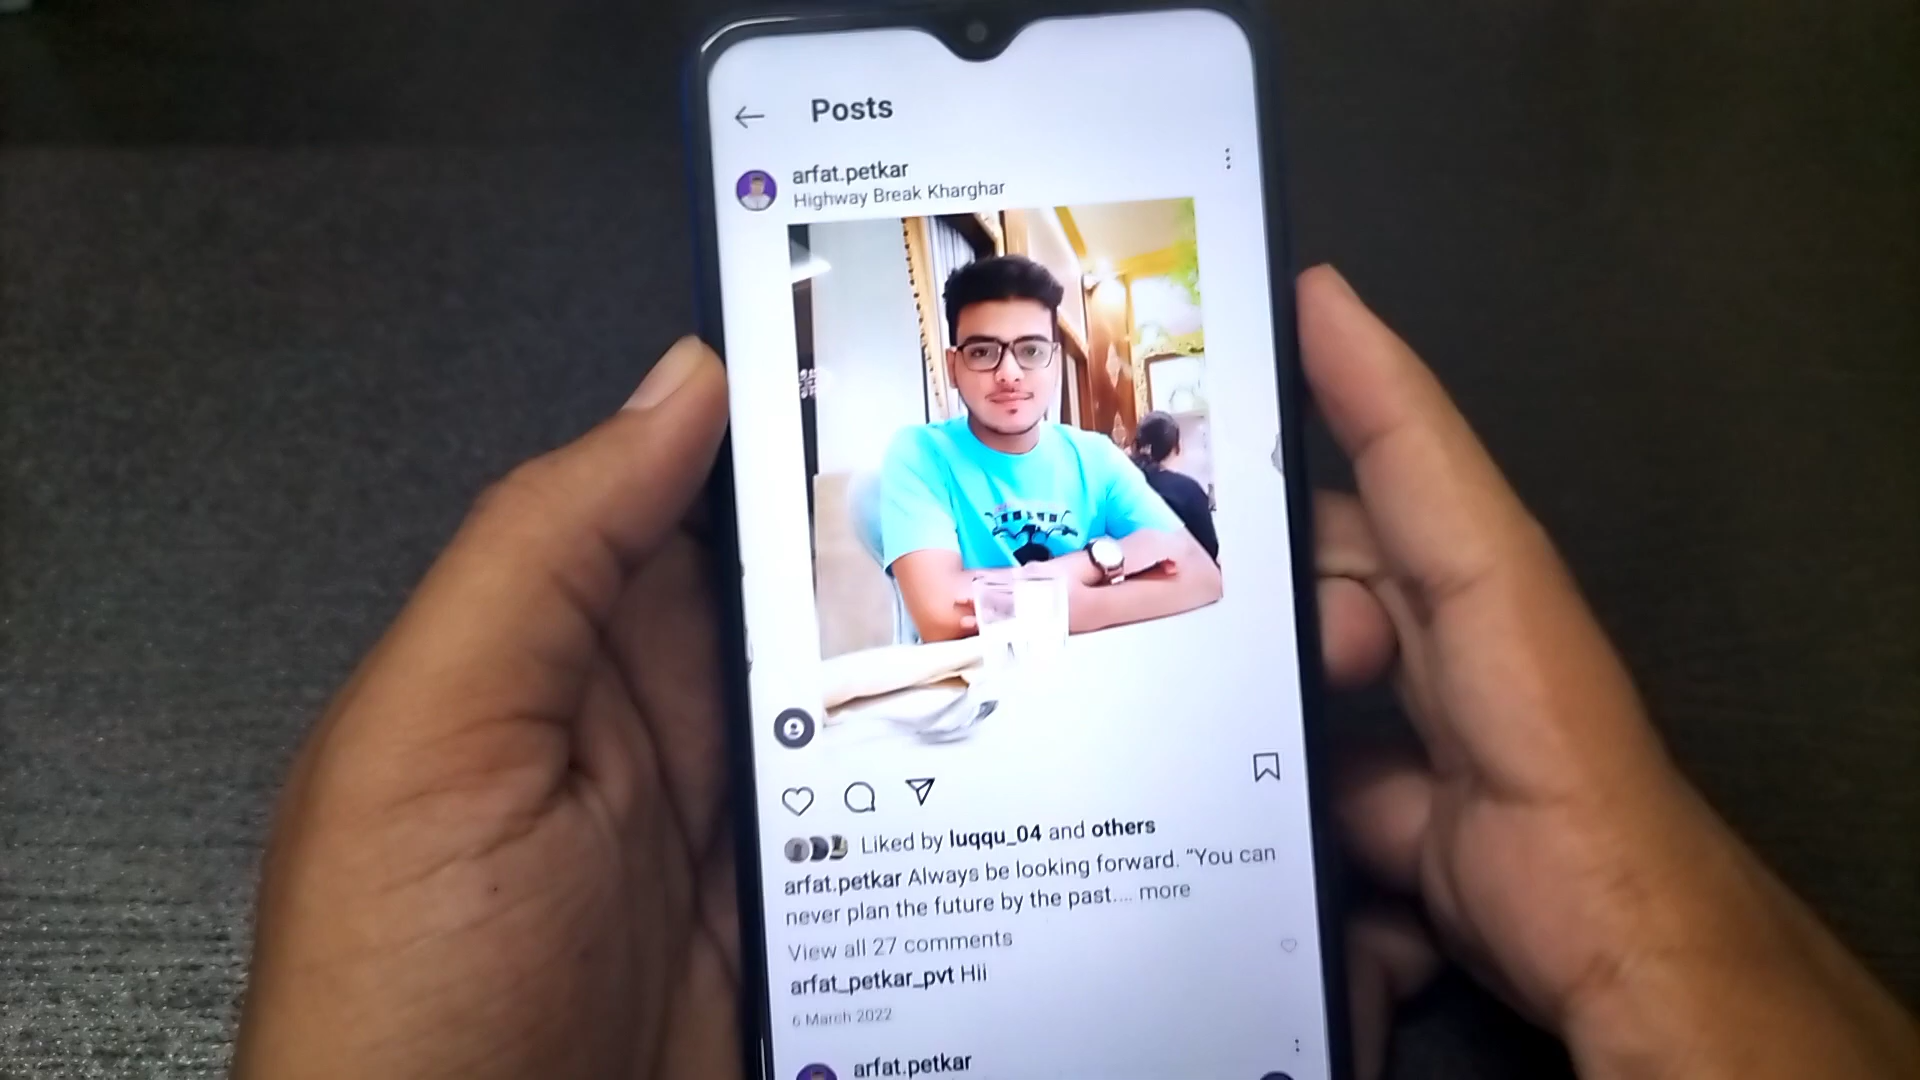 Posts
arfat.petkar
Highway Break Kharghar
Liked by luqqu_04 and others
arfat.petkar Always be looking forward. “You can
never plan the future by the past.... more
View all 27 comments
arfat_petkar_pvt Hii
6 March 2022
arfat.petkar